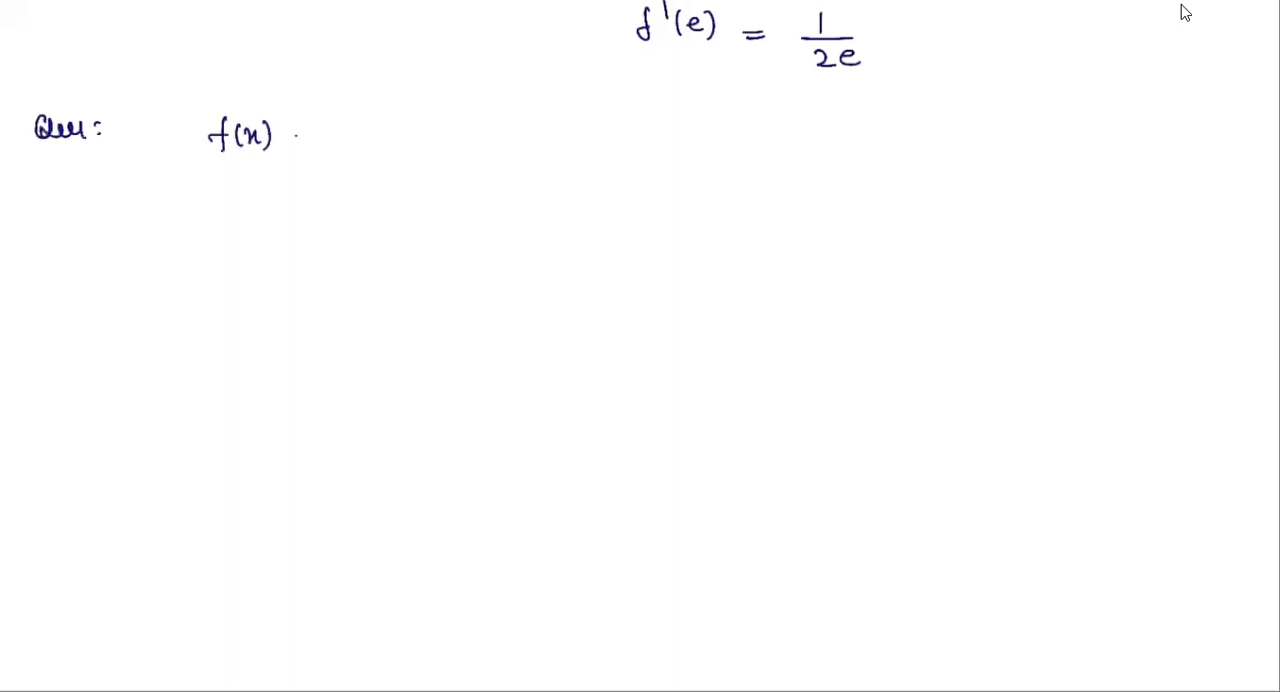 f'(e) = 1/2e
Que: f(x)